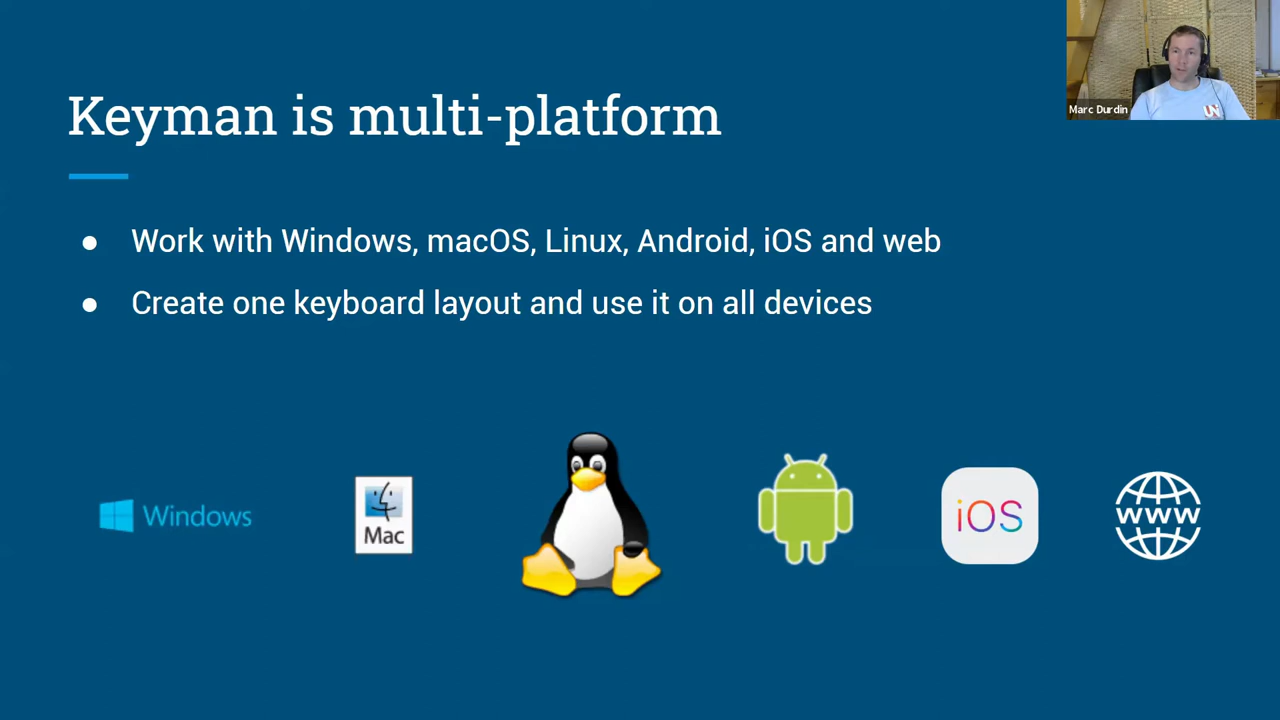 Keyman is multi-platform
Marc Durdin
● Work with Windows, macOS, Linux, Android, iOS and web
● Create one keyboard layout and use it on all devices
Windows
Mac
iOS
www